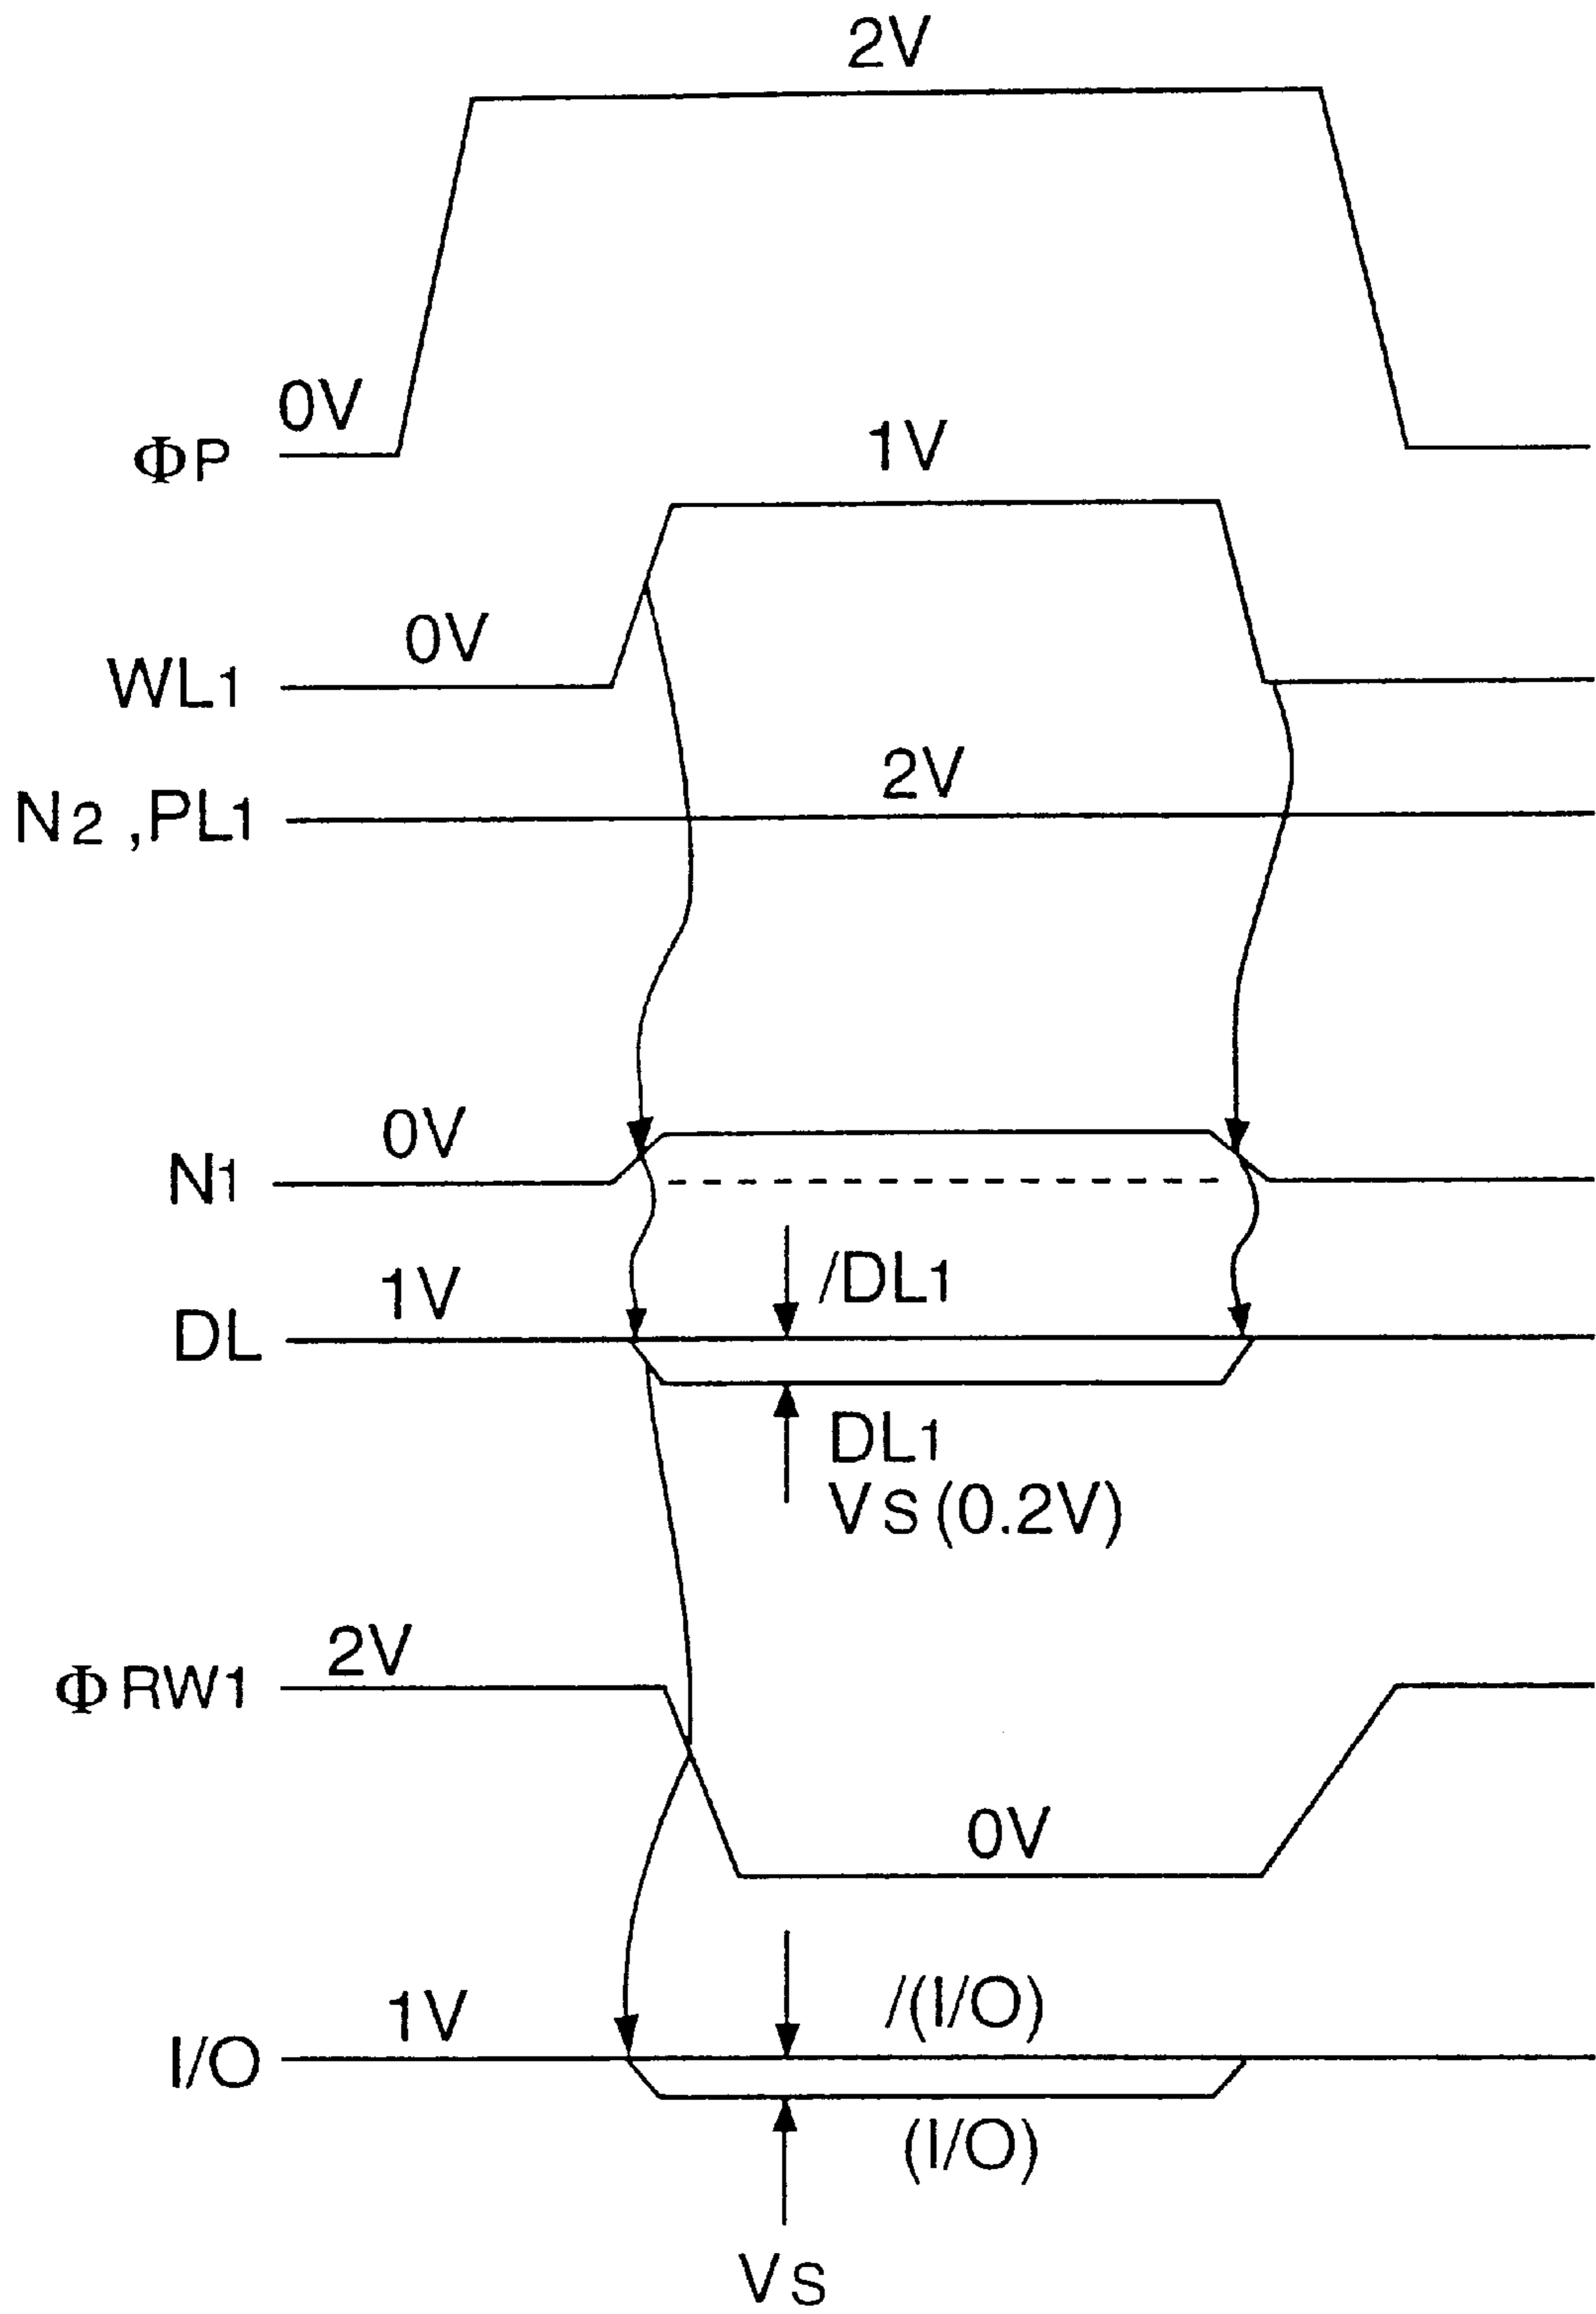 2V
0V
ΦP
1V
0V
WL1
2V
N2 ,PL1
0V
N1
/DL1
1V
DL
DL1
VS (0.2V)
2V
ΦRW1
0V
/(I/O)
1V
I/O
(I/O)
VS